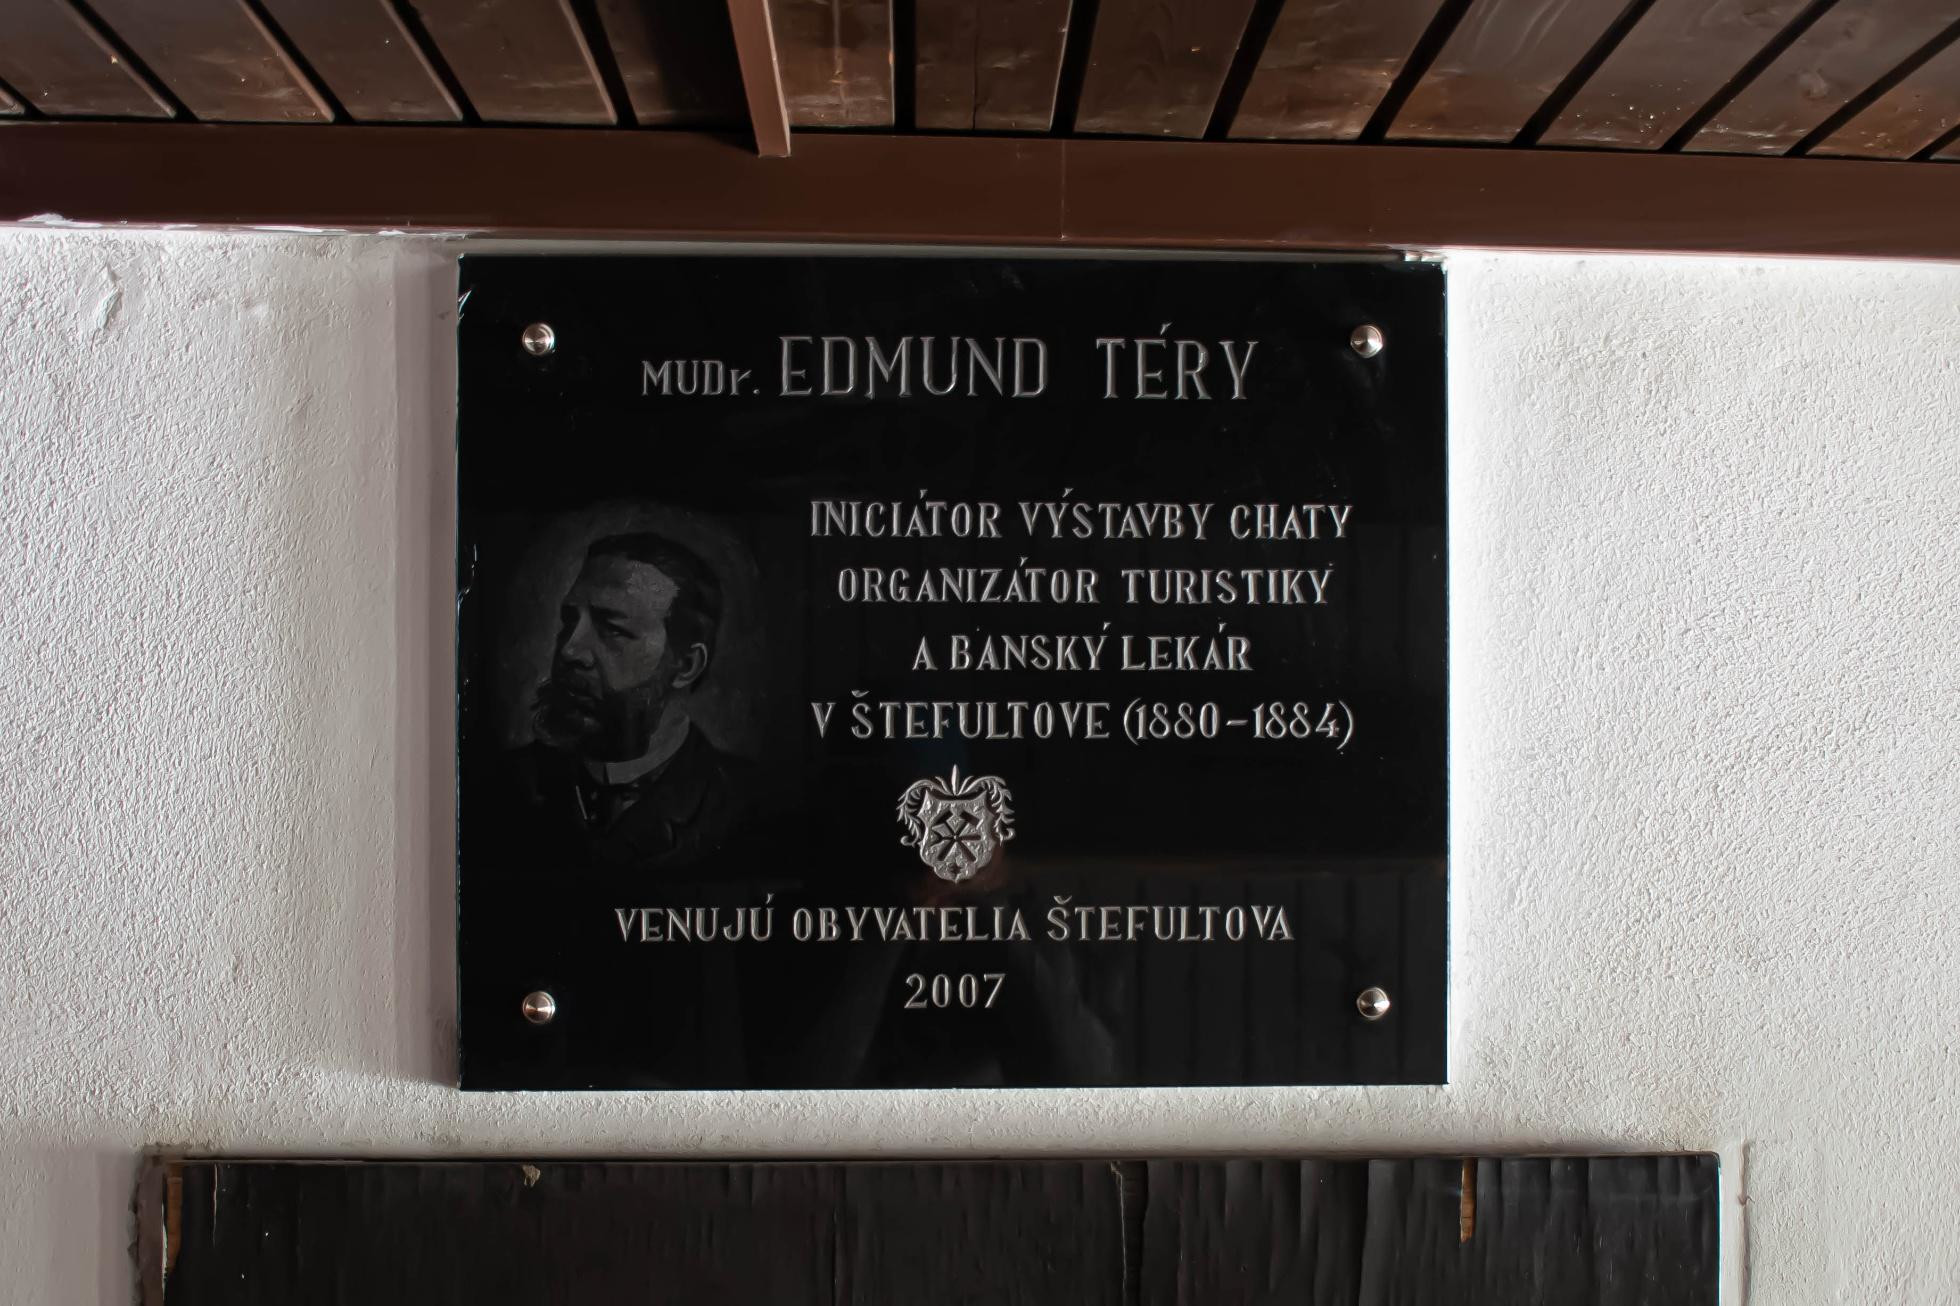 MUDr. EDMUND TÉRY
INICIÁTOR VÝSTAVBY CHATY
ORGANIZÁTOR TURISTIKY
A BANSKÝ LEKÁR
V ŠTEFULTOVE (1880-1884)
VENUJÚ OBYVATELIA ŠTEFULTOVA
2007